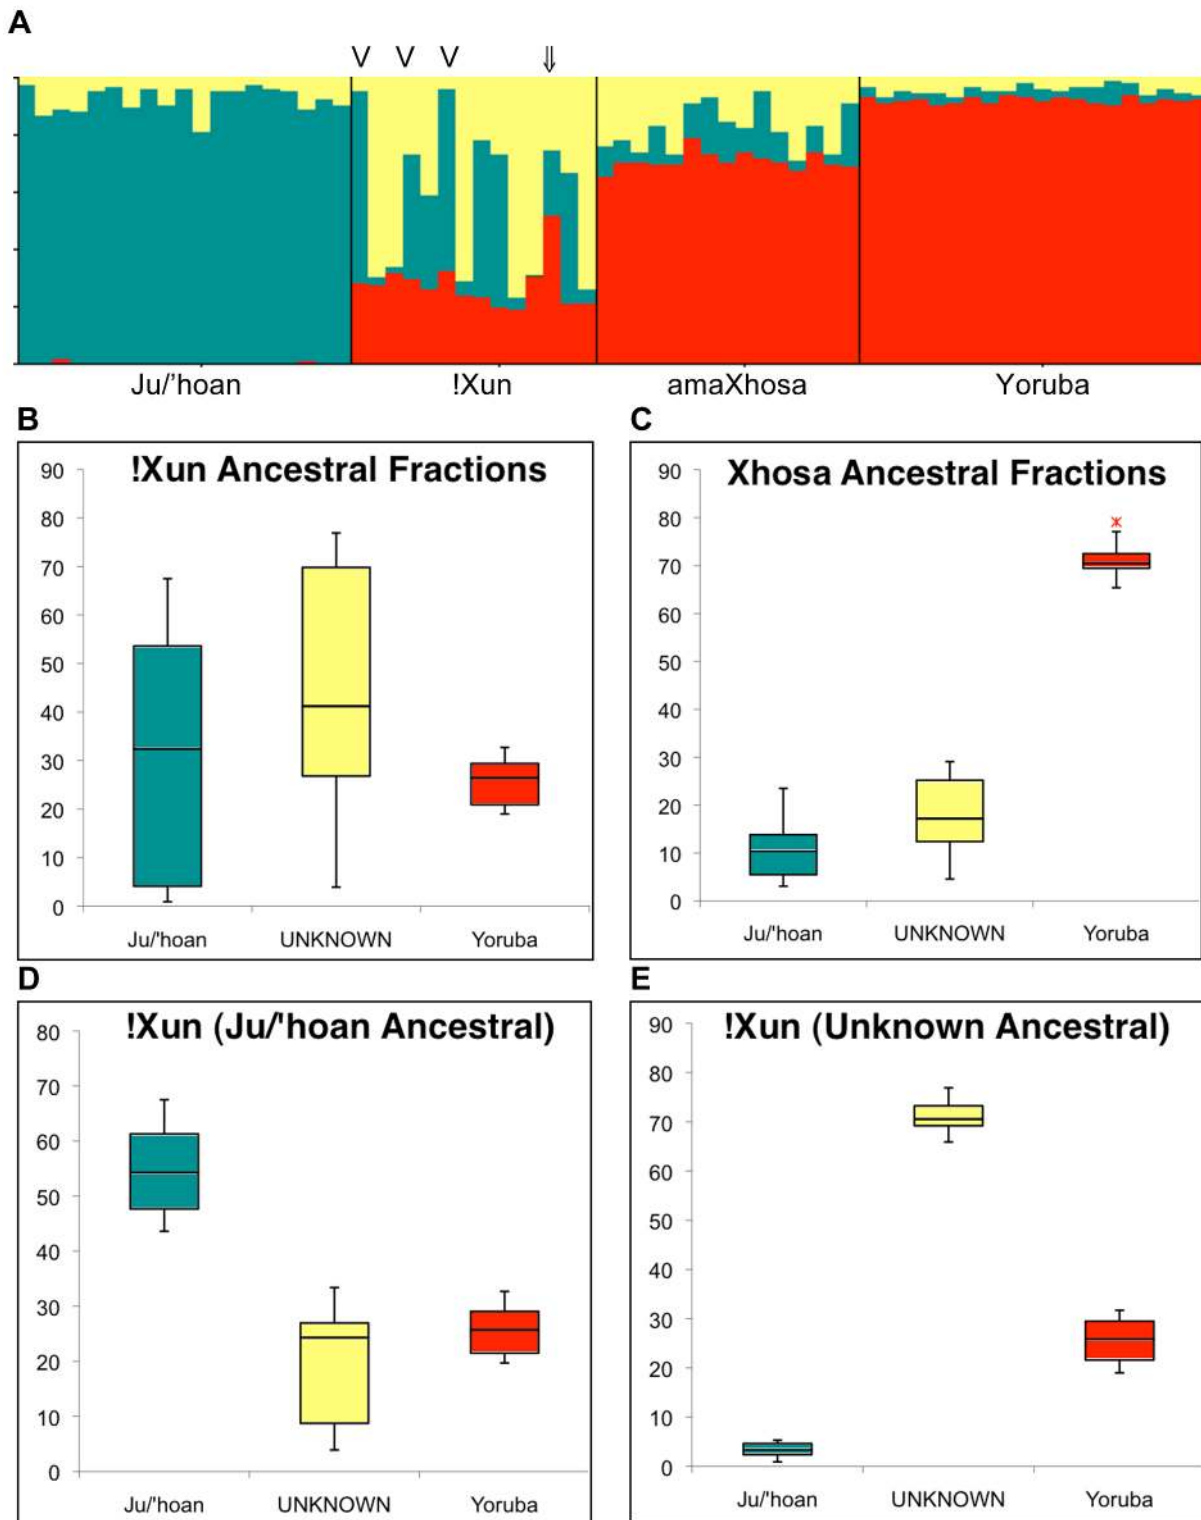 A
V V V ⇓
Ju/'hoan !Xun amaXhosa Yoruba
B
!Xun Ancestral Fractions
90
80
70
60
50
40
30
20
10
0
Ju/'hoan UNKNOWN Yoruba
C
Xhosa Ancestral Fractions
90
80
70
60
50
40
30
20
10
0
Ju/'hoan UNKNOWN Yoruba
D
!Xun (Ju/'hoan Ancestral)
80
70
60
50
40
30
20
10
0
Ju/'hoan UNKNOWN Yoruba
E
!Xun (Unknown Ancestral)
90
80
70
60
50
40
30
20
10
0
Ju/'hoan UNKNOWN Yoruba